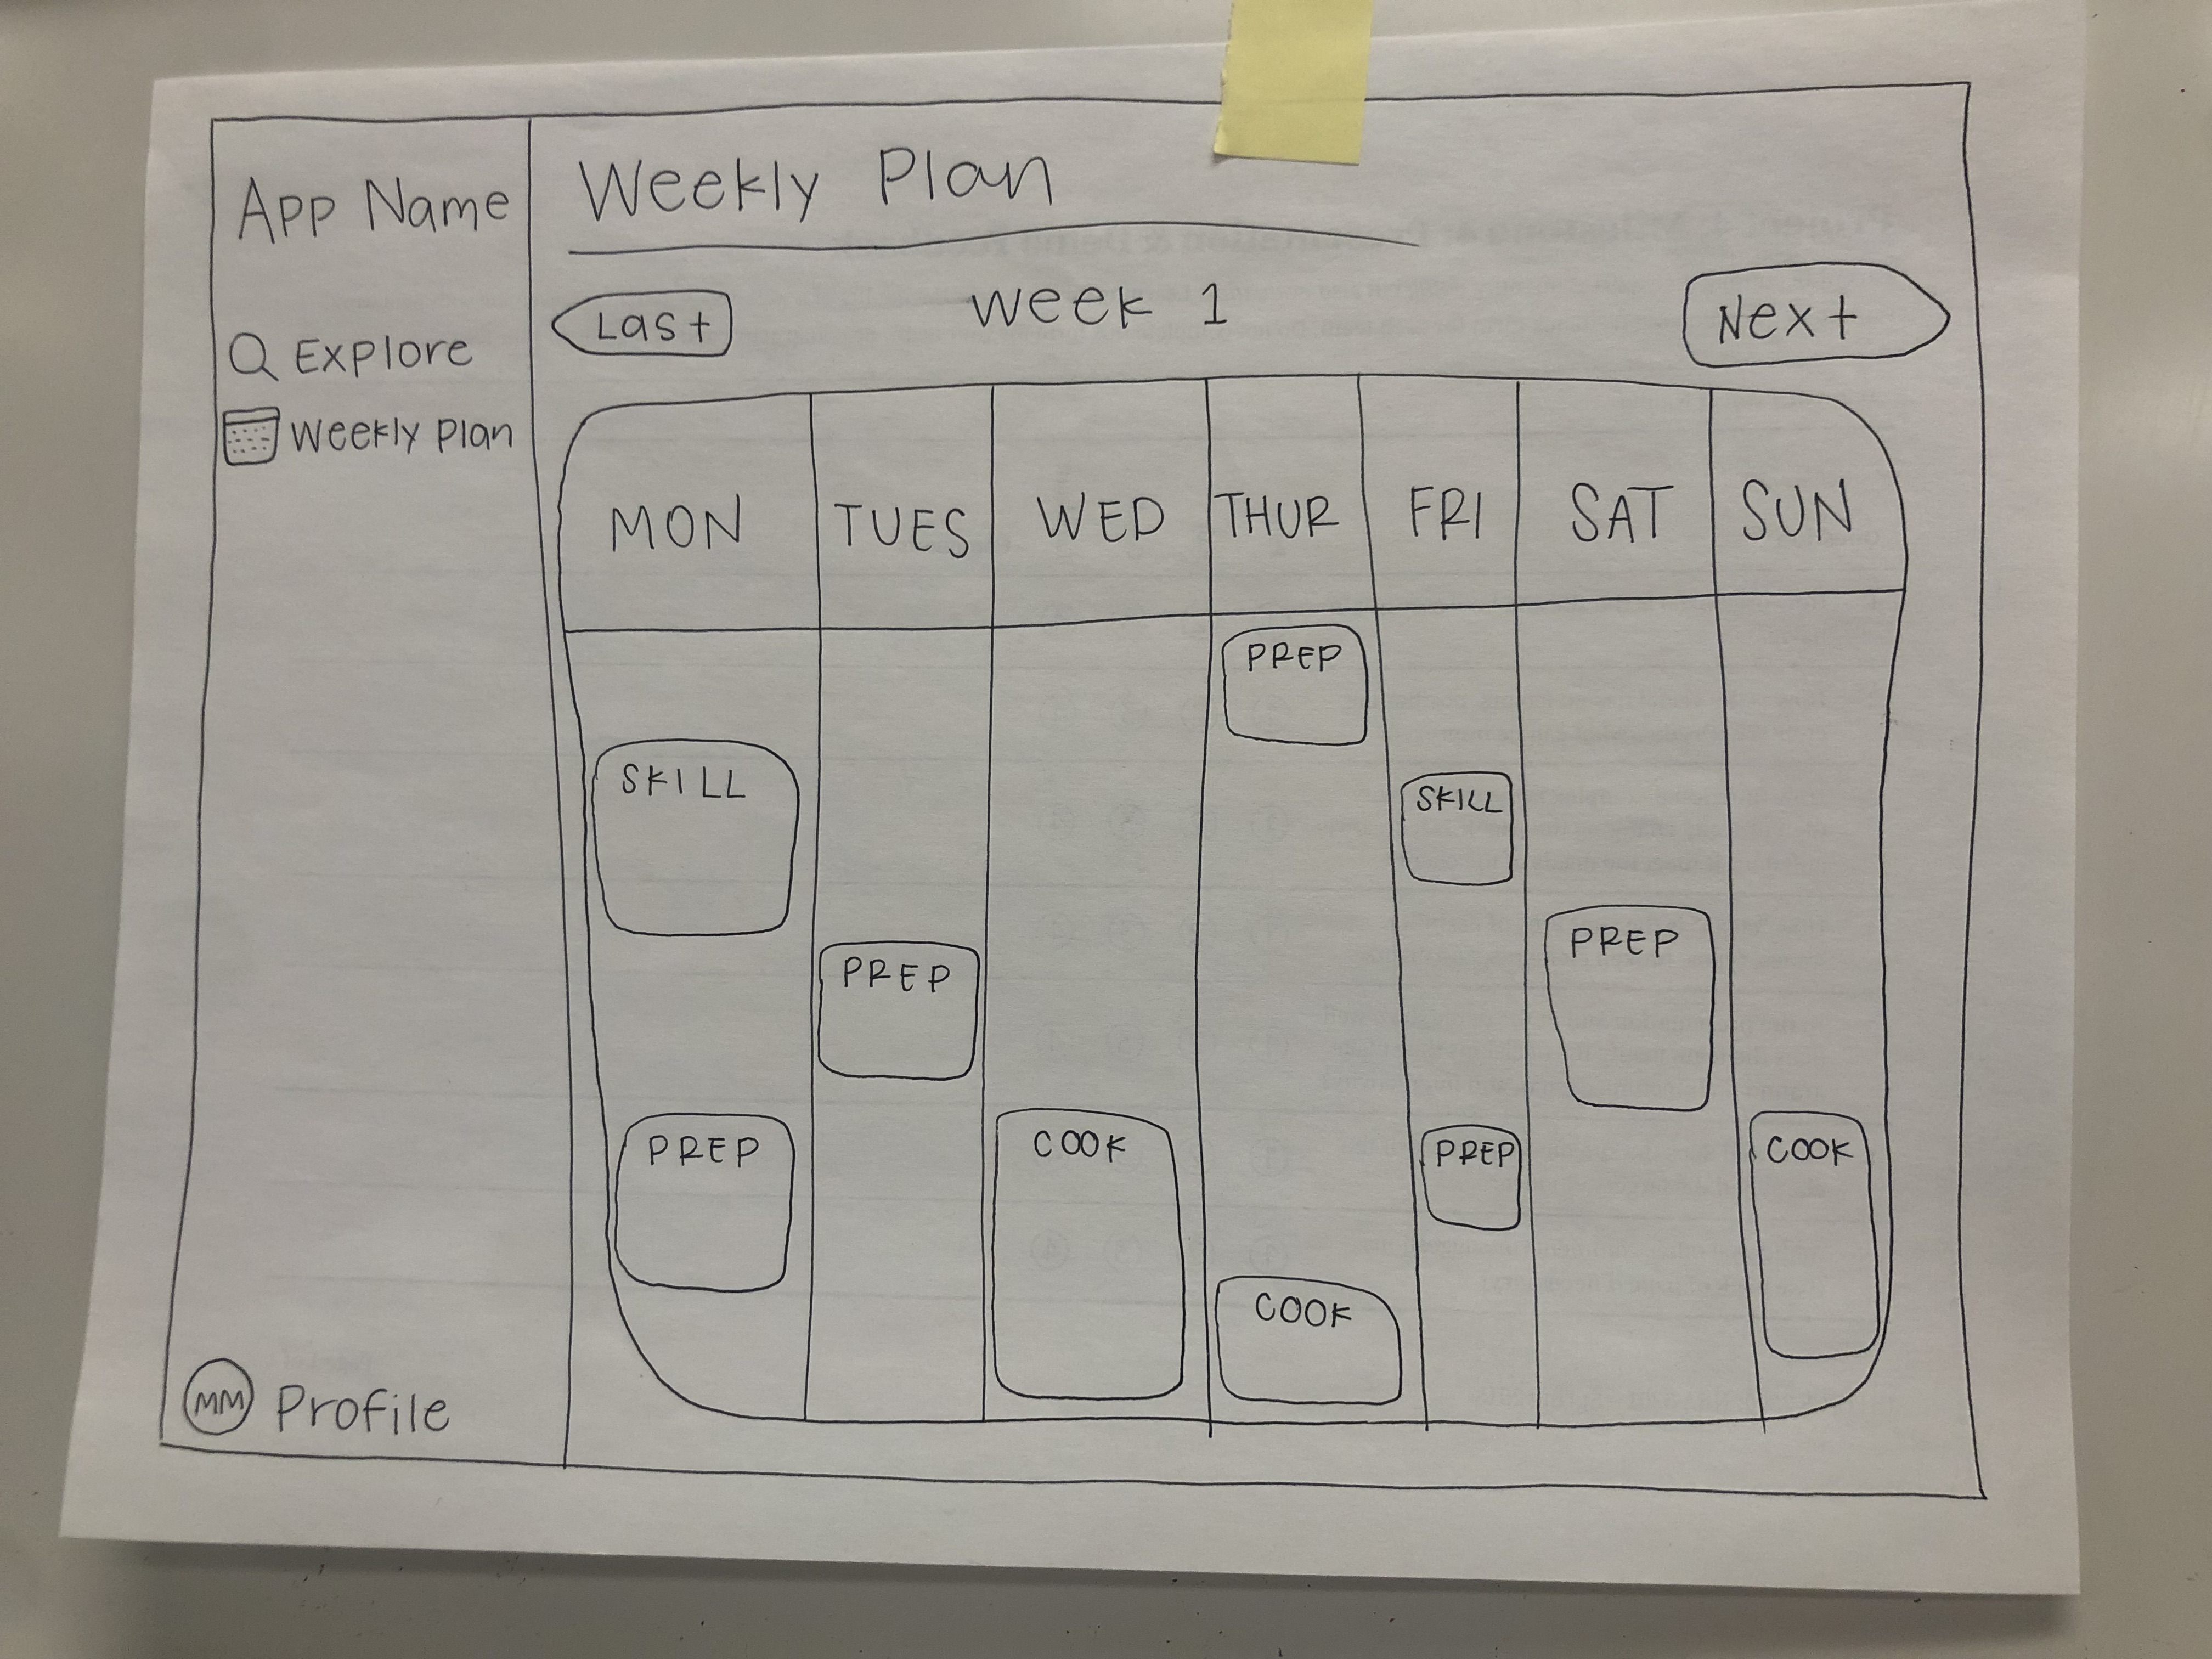 App Name
Explore
Weekly Plan
MM Profile
Weekly Plan
Last
Week 1
Next
MON TUES WED THUR FRI SAT SUN
PREP
SKILL
SKILL
PREP
PREP
PREP
COOK
PREP
COOK
COOK